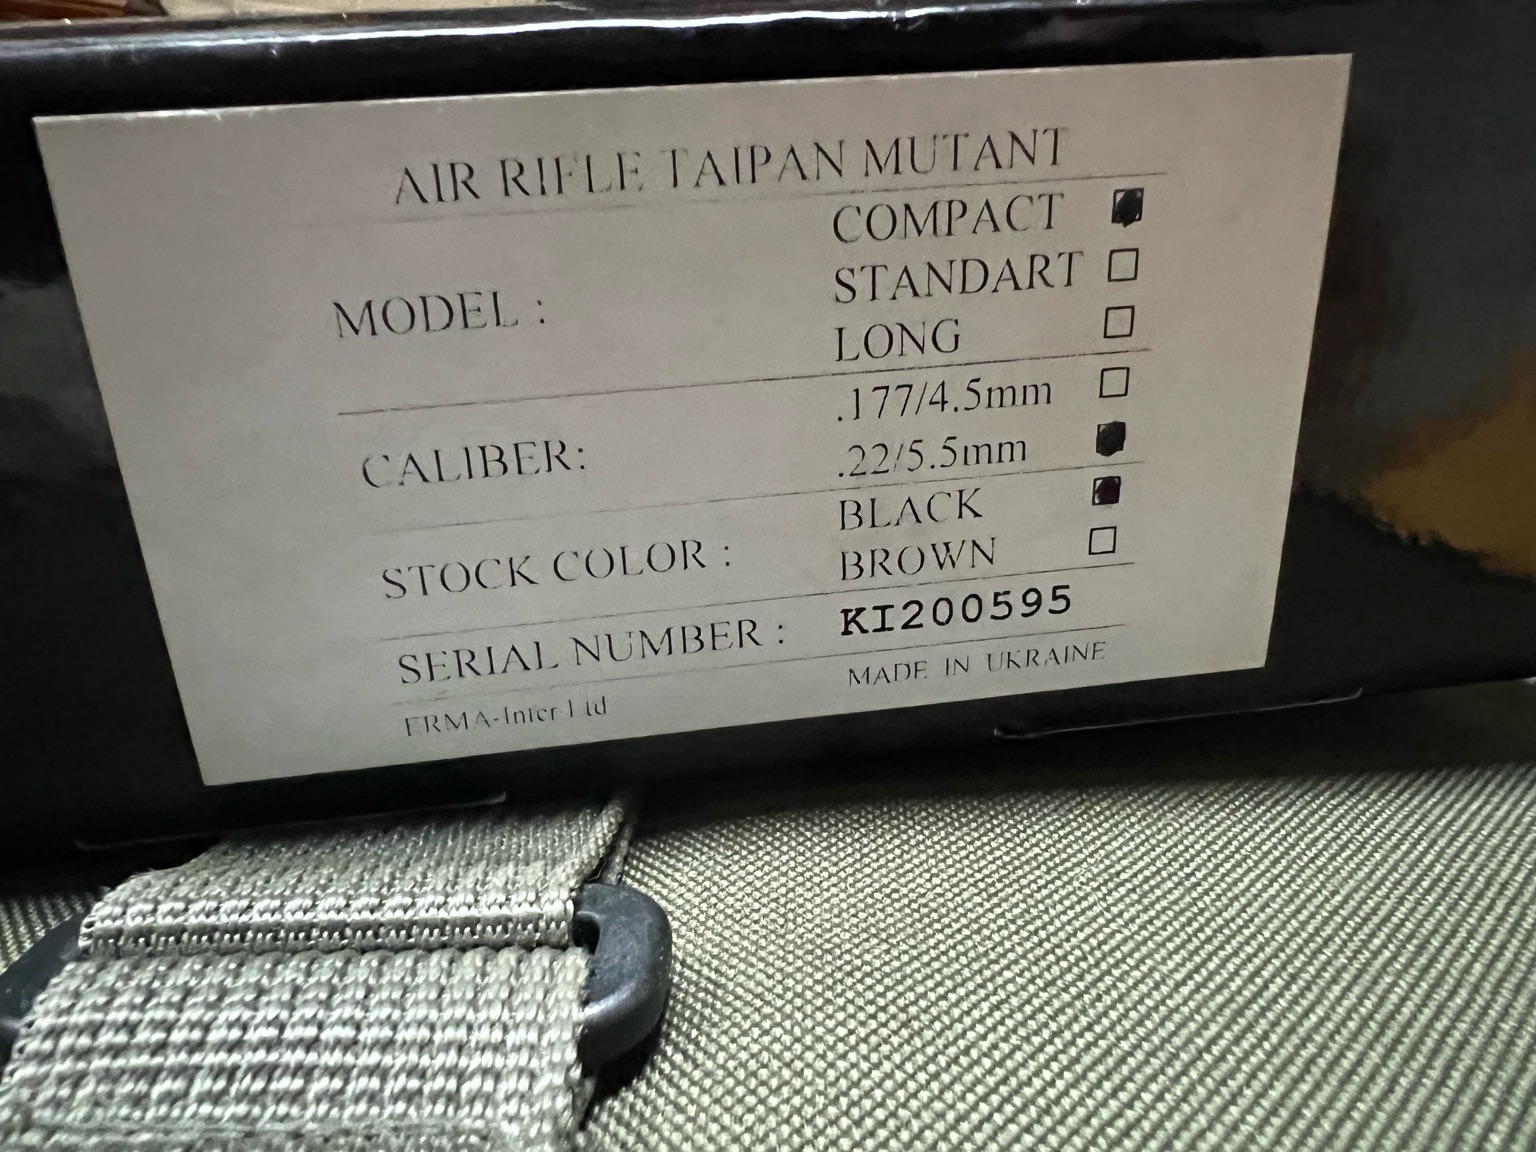 AIR RIFLE TAIPAN MUTANT
MODEL :
COMPACT
STANDART
LONG
CALIBER:
.177/4.5mm
.22/5.5mm
STOCK COLOR :
BLACK
BROWN
SERIAL NUMBER : KI200595
ERMA-Inter Ltd MADE IN UKRAINE